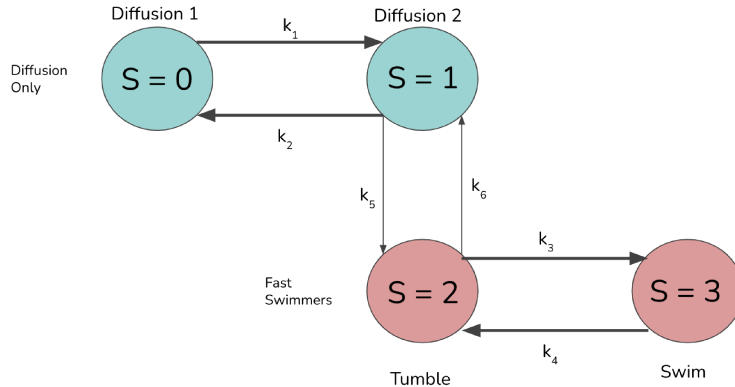 Diffusion 1
Diffusion 2
k1
Diffusion
Only
S = 0
S = 1
k2
k5
k6
k3
Fast
Swimmers
S = 2
S = 3
k4
Tumble
Swim